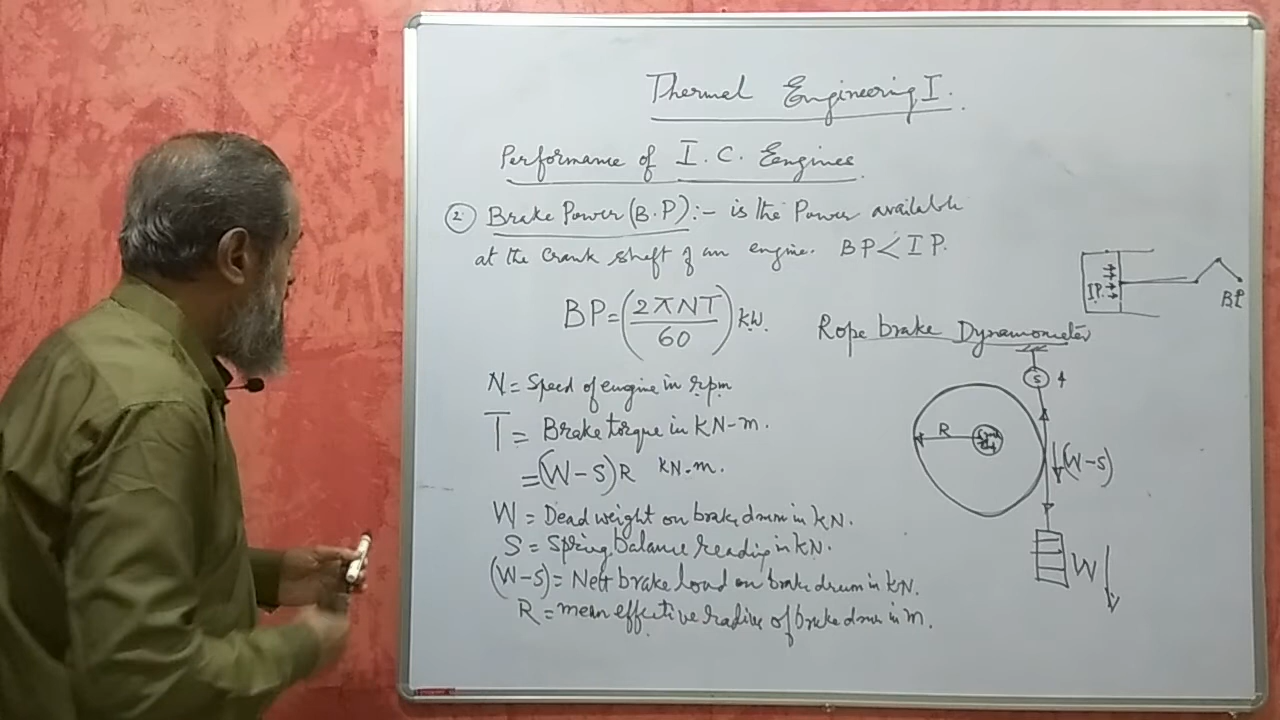 Thermal Engineering I.
Performance of I.C. Eengines
② Brake Power (B.P) :- is the Power available
at the crank shaft of an engine. BP < IP.
BP = (2πNT / 60) kW.
N = Speed of engine in rpm
T = Brake torque in KN-m.
= (W-S)R KN-m.
W = Dead weight on brake drum in KN.
S = Spring balance reading in KN.
(W-S) = Nett brake load on brake drum in KN.
R = mean effective radius of brake drum in m.
IP.
BP
Rope brake Dynamometer
S
R
(W-S)
W